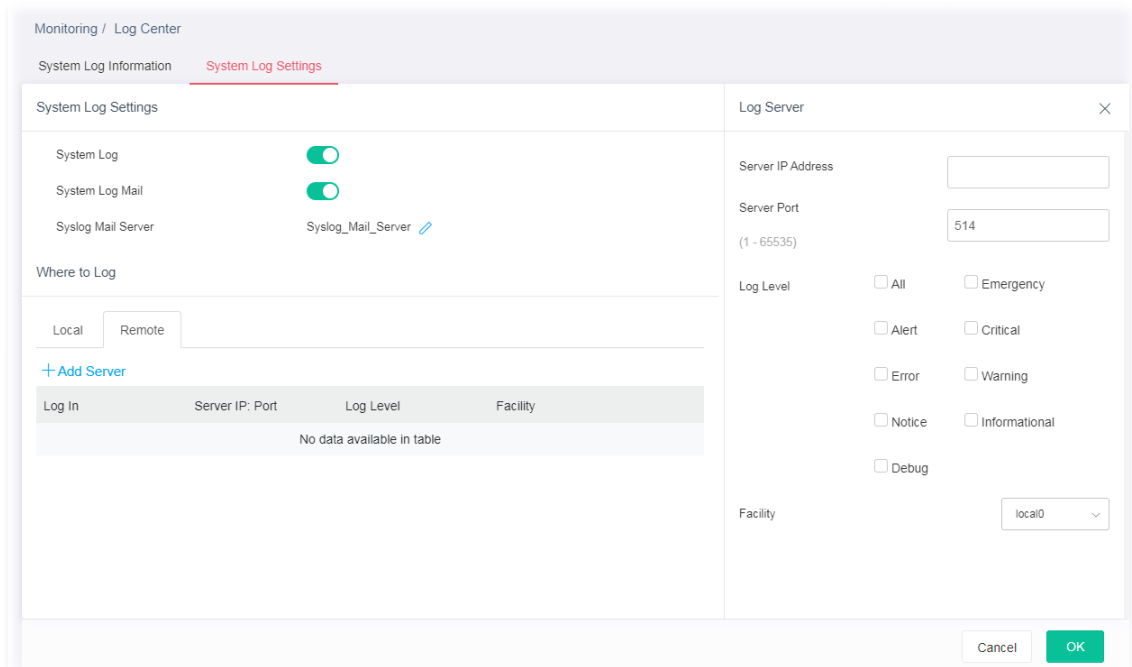 Monitoring / Log Center
System Log Information System Log Settings
System Log Settings
System Log
System Log Mail
Syslog Mail Server Syslog_Mail_Server
Where to Log
Local Remote
+ Add Server
Log In Server IP: Port Log Level Facility
No data available in table
Log Server
Server IP Address
Server Port
514
(1 - 65535)
Log Level All Emergency
Alert Critical
Error Warning
Notice Informational
Debug
Facility local0
Cancel OK